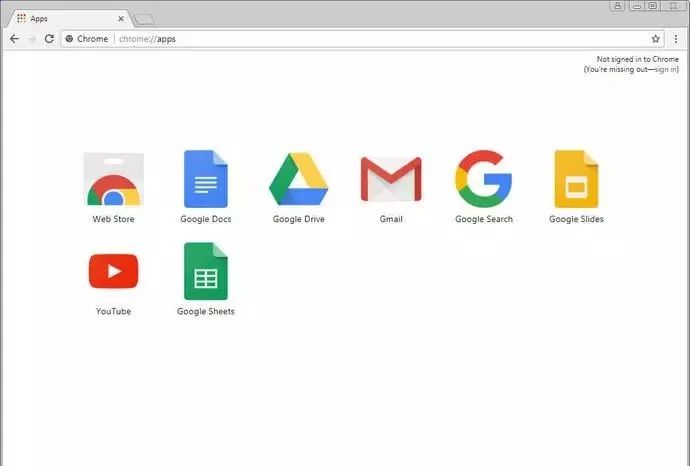 Apps
Chrome chrome://apps
Not signed in to Chrome
(You're missing out—sign in)
Web Store Google Docs Google Drive Gmail Google Search Google Slides
YouTube Google Sheets